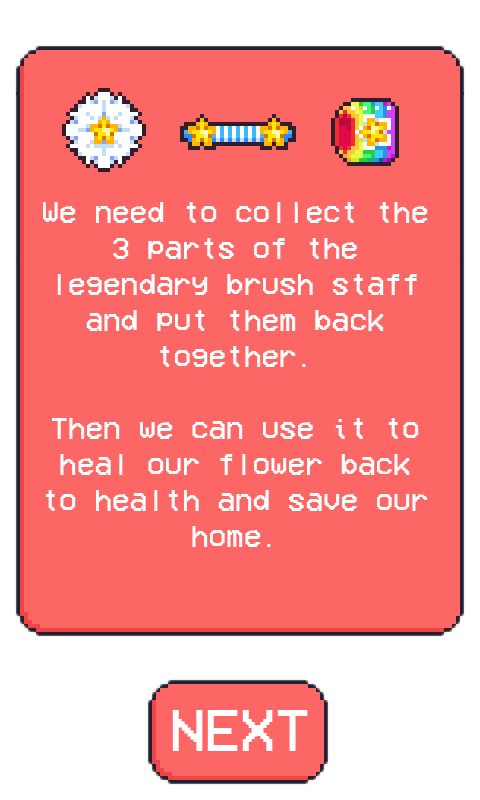 We need to collect the
3 parts of the
legendary brush staff
and put them back
together.
Then we can use it to
heal our flower back
to health and save our
home.
NEXT